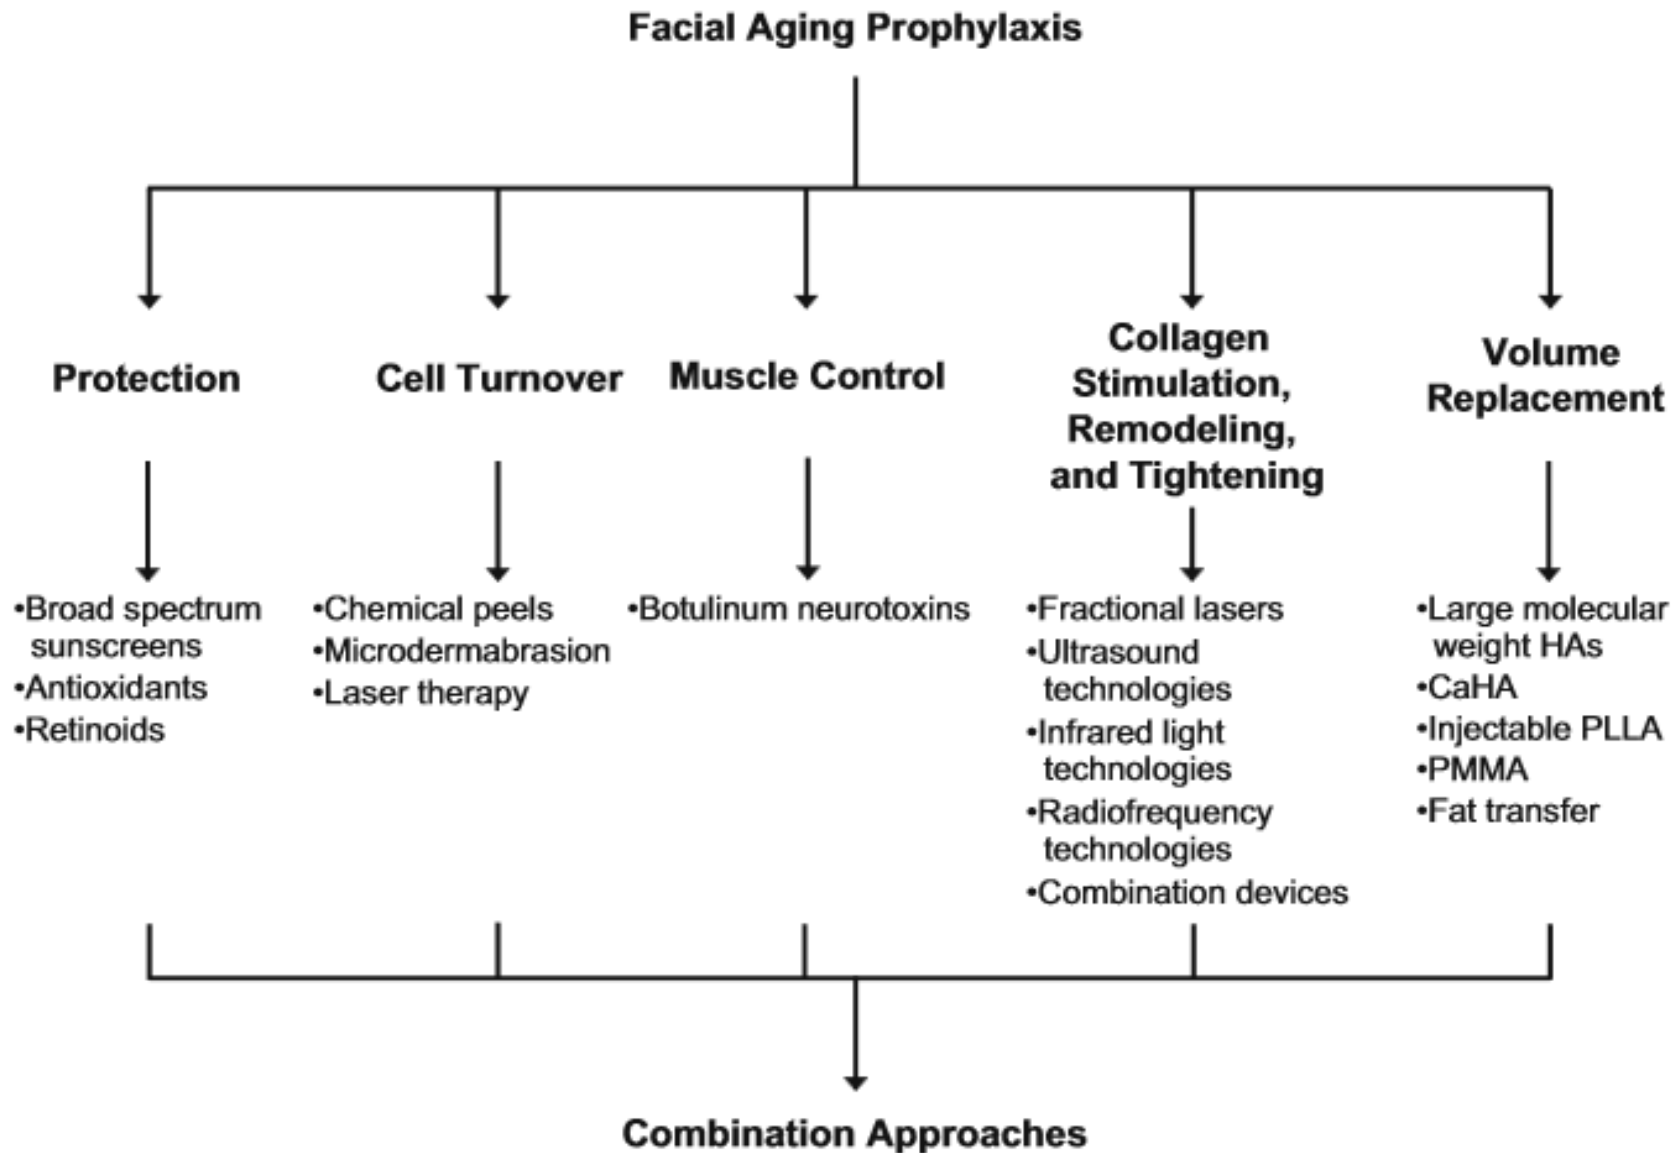 Facial Aging Prophylaxis
Protection
Cell Turnover
Muscle Control
Collagen
Stimulation,
Remodeling,
and Tightening
Volume
Replacement
•Broad spectrum
sunscreens
•Antioxidants
•Retinoids
•Chemical peels
•Microdermabrasion
•Laser therapy
•Botulinum neurotoxins
•Fractional lasers
•Ultrasound
technologies
•Infrared light
technologies
•Radiofrequency
technologies
•Combination devices
•Large molecular
weight HAs
•CaHA
•Injectable PLLA
•PMMA
•Fat transfer
Combination Approaches